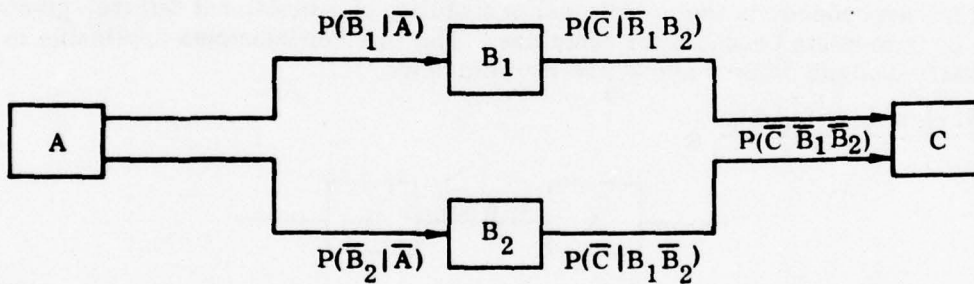 P(B̄₁|Ā)
B₁
P(C̄|B̄₁B₂)
A
P(C̄ B̄₁B̄₂)
C
P(B̄₂|Ā)
B₂
P(C̄|B₁B̄₂)